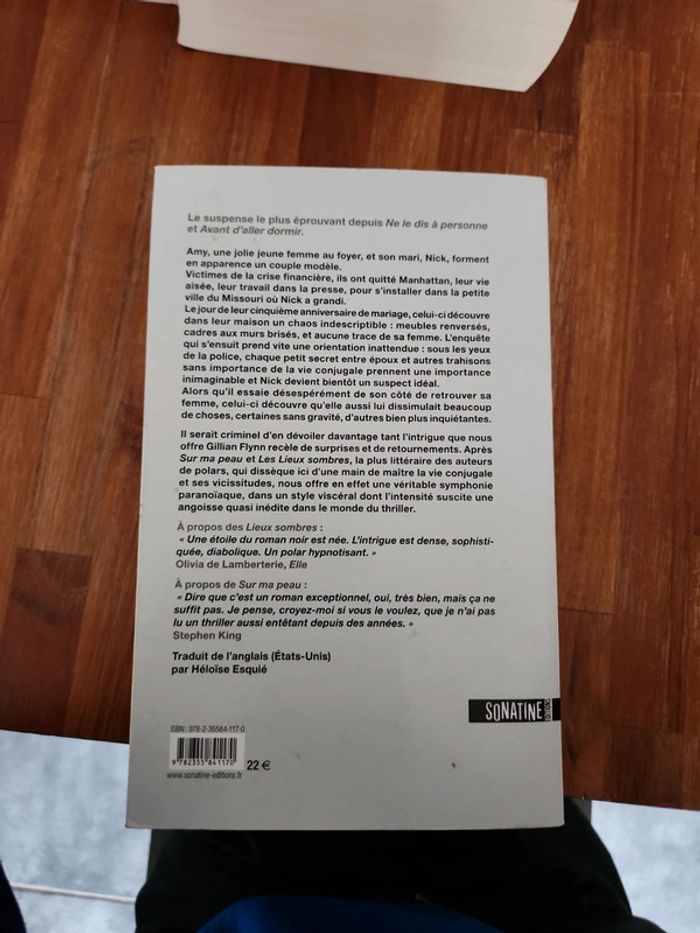 Le suspense le plus éprouvant depuis Ne le dis à personne
et Avant d'aller dormir.
Amy, une jolie jeune femme au foyer, et son mari, Nick, forment
en apparence un couple modèle.
Victimes de la crise financière, ils ont quitté Manhattan, leur vie
aisée, leur travail dans la presse, pour s'installer dans la petite
ville du Missouri où Nick a grandi.
Le jour de leur cinquième anniversaire de mariage, celui-ci découvre
dans leur maison un chaos indescriptible : meubles renversés,
cadres aux murs brisés, et aucune trace de sa femme. L'enquête
qui s'ensuit prend vite une orientation inattendue : sous les yeux
de la police, chaque petit secret entre époux et autres trahisons
sans importance de la vie conjugale prennent une importance
inimaginable et Nick devient bientôt un suspect idéal.
Alors qu'il essaie désespérément de son côté de retrouver sa
femme, celui-ci découvre qu'elle aussi lui dissimulait beaucoup
de choses, certaines sans gravité, d'autres bien plus inquiétantes.
Il serait criminel d'en dévoiler davantage tant l'intrigue que nous
offre Gillian Flynn recèle de surprises et de retournements. Après
Sur ma peau et Les Lieux sombres, la plus littéraire des auteurs
de polars, qui dissèque ici d'une main de maître la vie conjugale
et ses vicissitudes, nous offre en effet une véritable symphonie
paranoïaque, dans un style viscéral dont l'intensité suscite une
angoisse quasi inédite dans le monde du thriller.
À propos des Lieux sombres :
« Une étoile du roman noir est née. L'intrigue est dense, sophisti-
quée, diabolique. Un polar hypnotisant. »
Olivia de Lamberterie, Elle
À propos de Sur ma peau :
« Dire que c'est un roman exceptionnel, oui, très bien, mais ça ne
suffit pas. Je pense, croyez-moi si vous le voulez, que je n'ai pas
lu un thriller aussi entêtant depuis des années. »
Stephen King
Traduit de l'anglais (États-Unis)
par Héloïse Esquié
SONATINE
ÉDITIONS
ISBN : 978-2-35584-117-0
9 782355 841170
22 €
www.sonatine-editions.fr